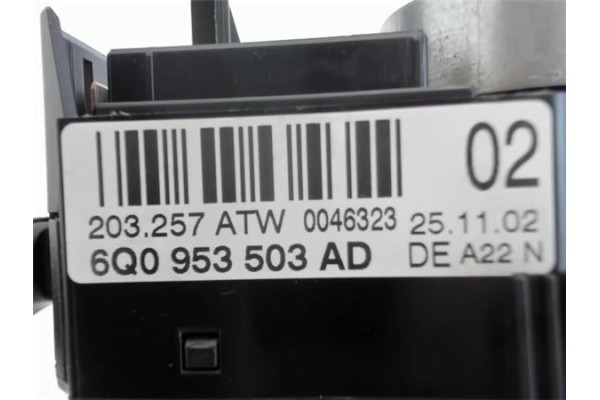 02
203.257 ATW 0046323 25.11.02
6Q0 953 503 AD DE A22 N